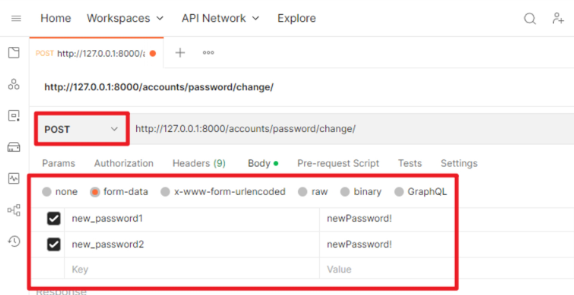 Home Workspaces API Network Explore
POST http://127.0.0.1:8000/a
http://127.0.0.1:8000/accounts/password/change/
POST http://127.0.0.1:8000/accounts/password/change/
Params Authorization Headers (9) Body Pre-request Script Tests Settings
none form-data x-www-form-urlencoded raw binary GraphQL
new_password1 newPassword!
new_password2 newPassword!
Key Value
Response